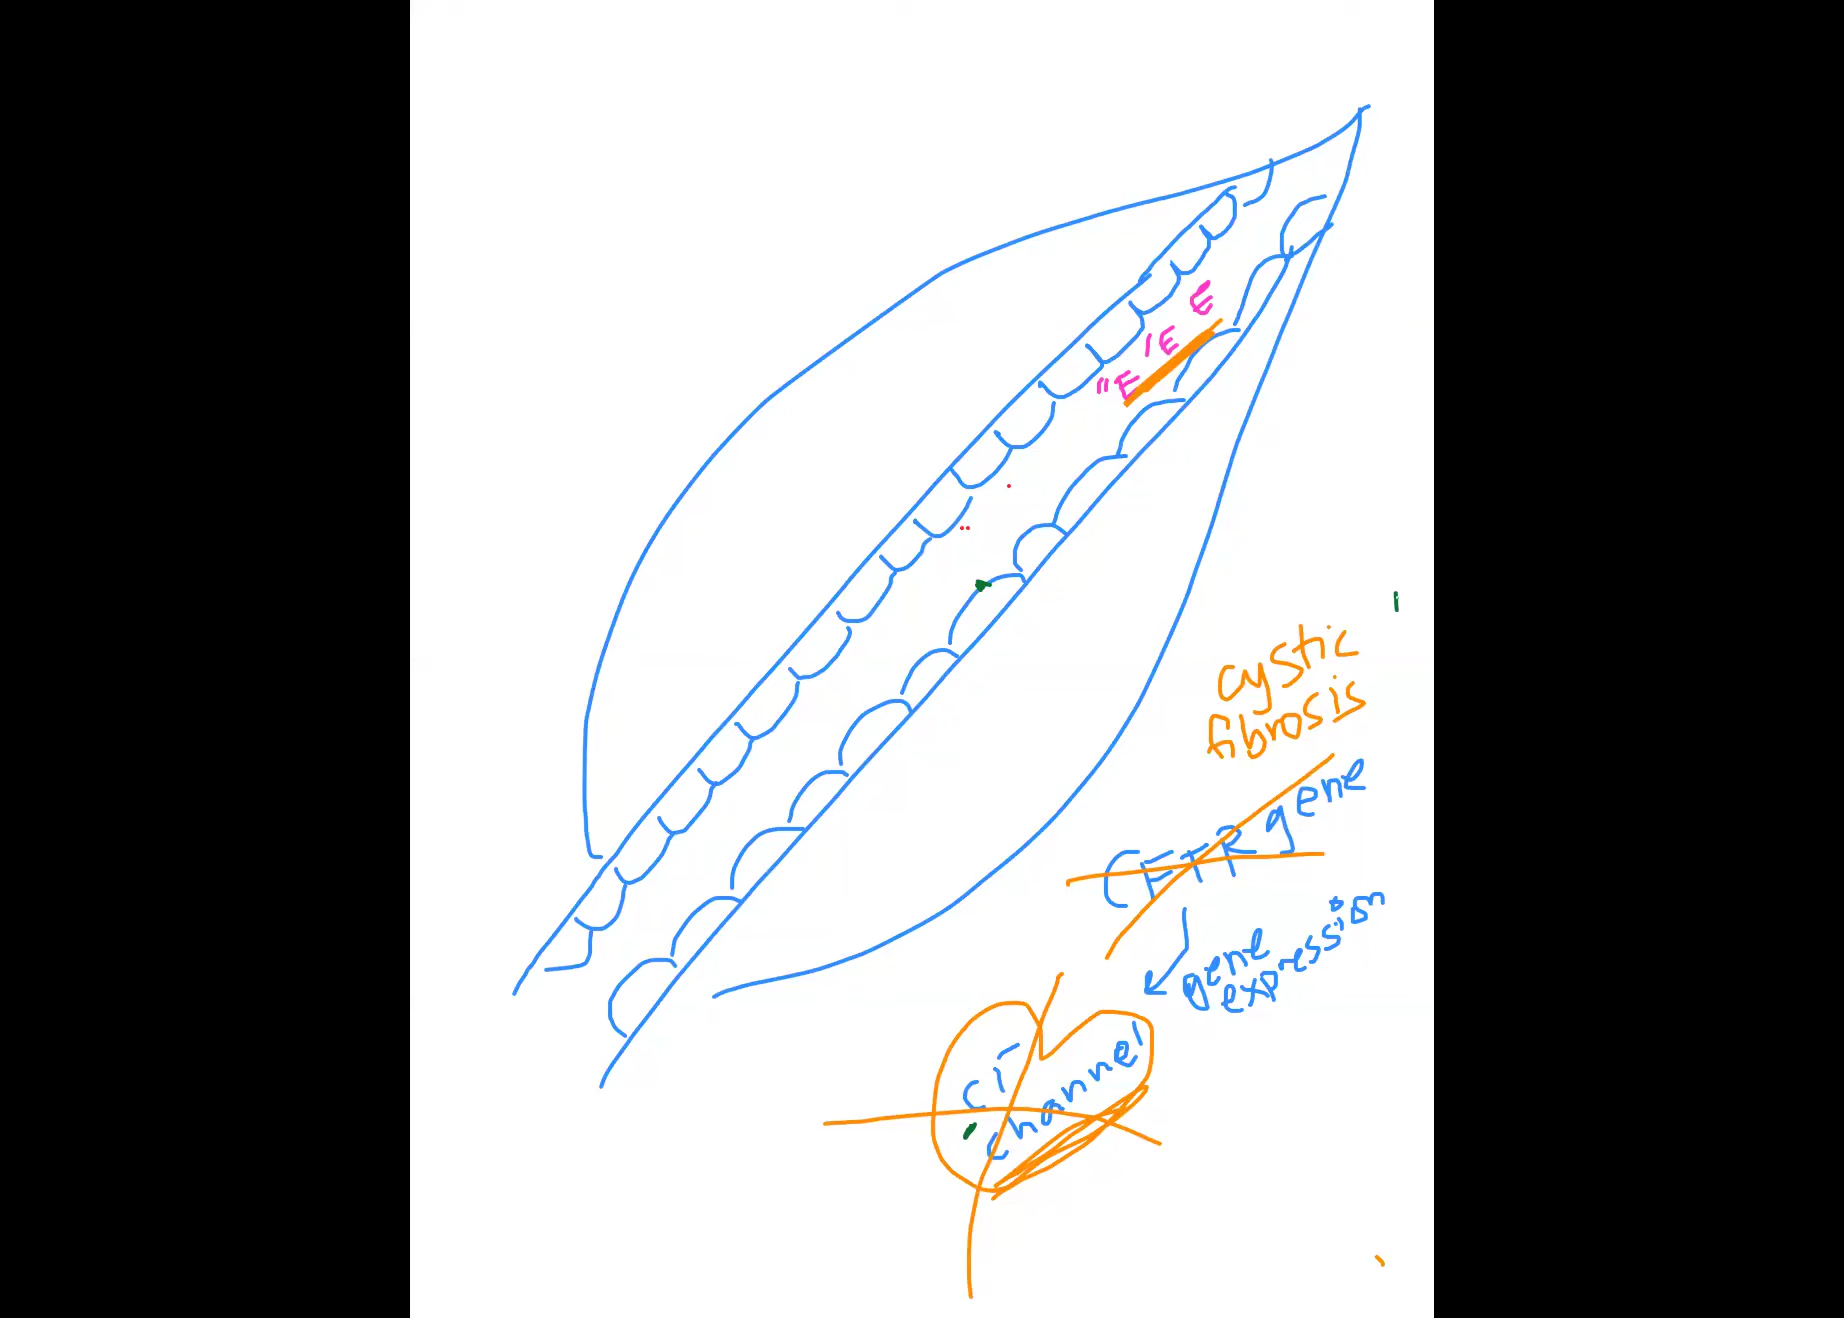 E
'E
"E
cystic
fibrosis
CFTR gene
gene
expression
Cl⁻
channel